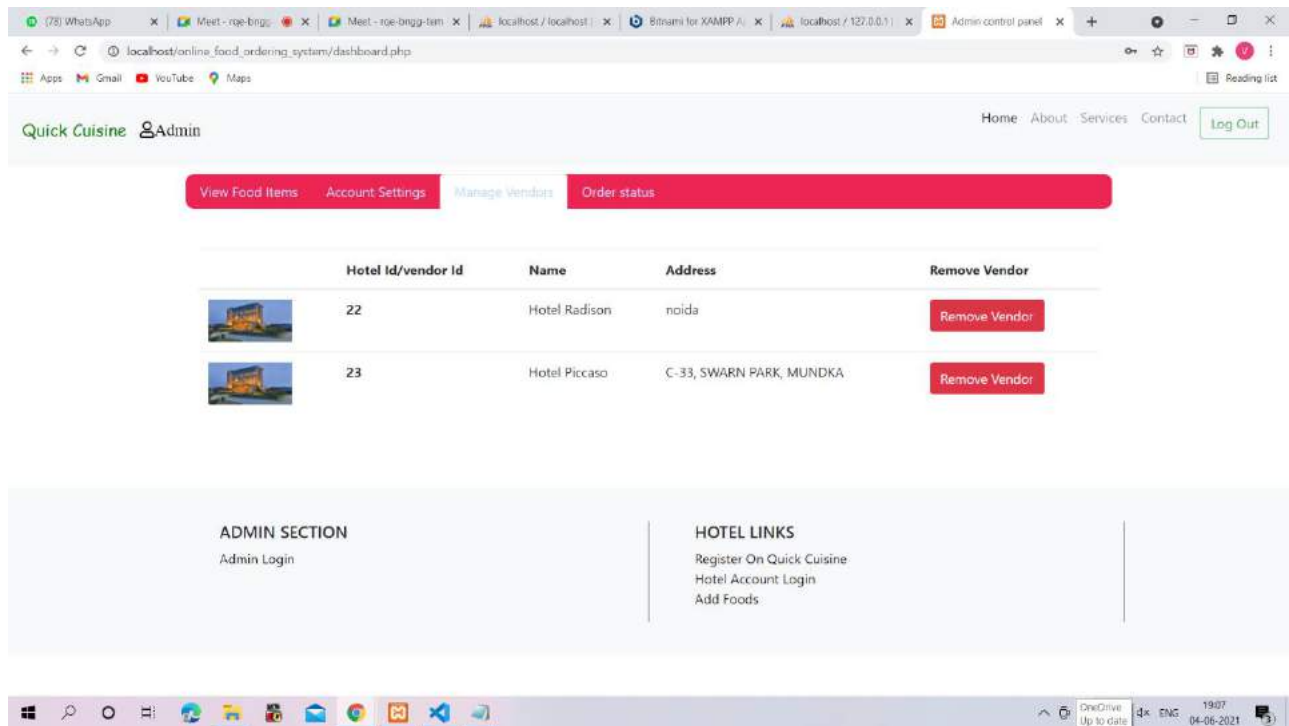 (78) WhatsApp
Meet - rqe-bngg-
Meet - rqe-bngg-tam
localhost / localhost |
Bitnami for XAMPP A
localhost / 127.0.0.1 |
Admin control panel
localhost/online_food_ordering_system/dashboard.php
Apps Gmail YouTube Maps
Reading list
Quick Cuisine Admin
Home About Services Contact Log Out
View Food Items Account Settings Manage Vendors Order status
Hotel Id/vendor Id Name Address Remove Vendor
22 Hotel Radison noida Remove Vendor
23 Hotel Piccaso C-33, SWARN PARK, MUNDKA Remove Vendor
ADMIN SECTION
Admin Login
HOTEL LINKS
Register On Quick Cuisine
Hotel Account Login
Add Foods
OneDrive
Up to date
ENG
19:07
04-06-2021